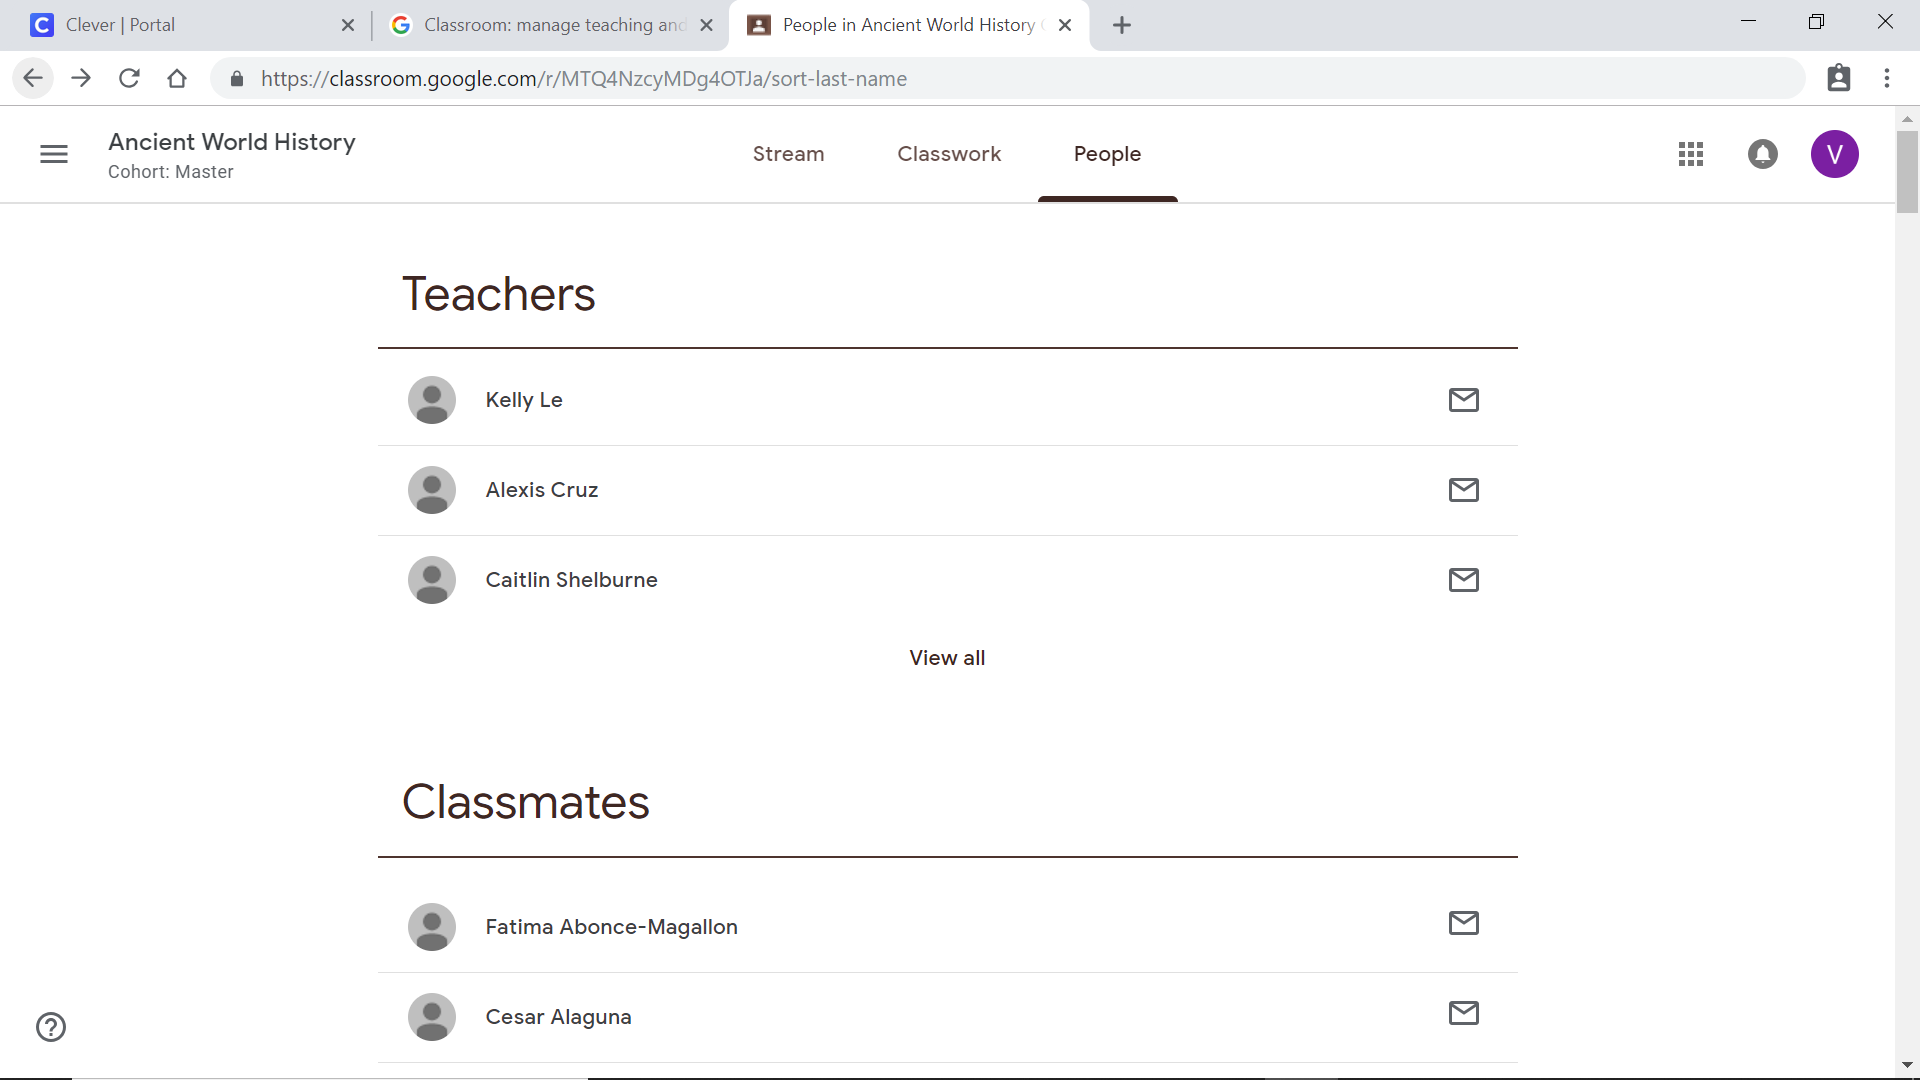 Clever | Portal
Classroom: manage teaching and
People in Ancient World History
https://classroom.google.com/r/MTQ4NzcyMDg4OTJa/sort-last-name
Ancient World History
Cohort: Master
Stream
Classwork
People
V
Teachers
Kelly Le
Alexis Cruz
Caitlin Shelburne
View all
Classmates
Fatima Abonce-Magallon
Cesar Alaguna